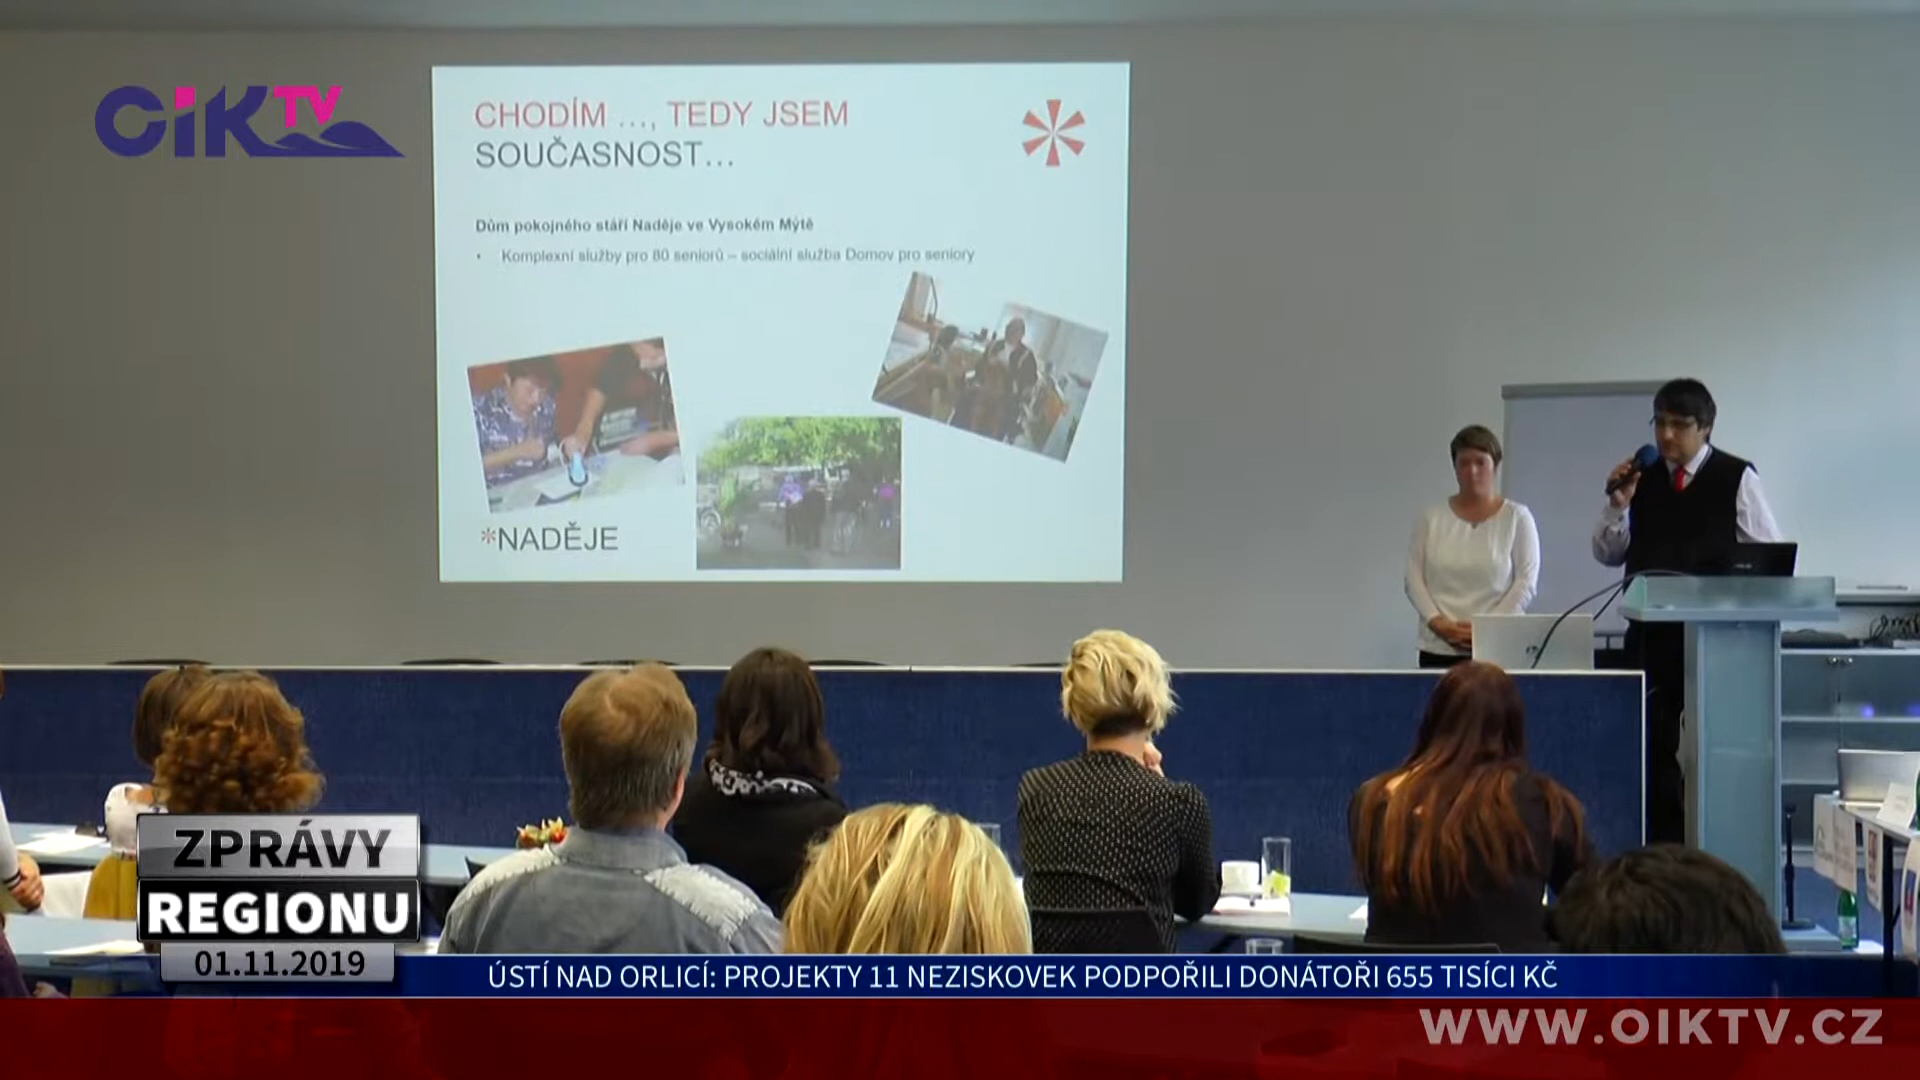 OIK TV
CHODÍM ..., TEDY JSEM
SOUČASNOST...
Dům pokojného stáří Naděje ve Vysokém Mýtě
• Komplexní služby pro 80 seniorů – sociální služba Domov pro seniory
*NADĚJE
ZPRÁVY
REGIONU
01.11.2019
ÚSTÍ NAD ORLICÍ: PROJEKTY 11 NEZISKOVEK PODPOŘILI DONÁTOŘI 655 TISÍCI KČ
WWW.OIKTV.CZ